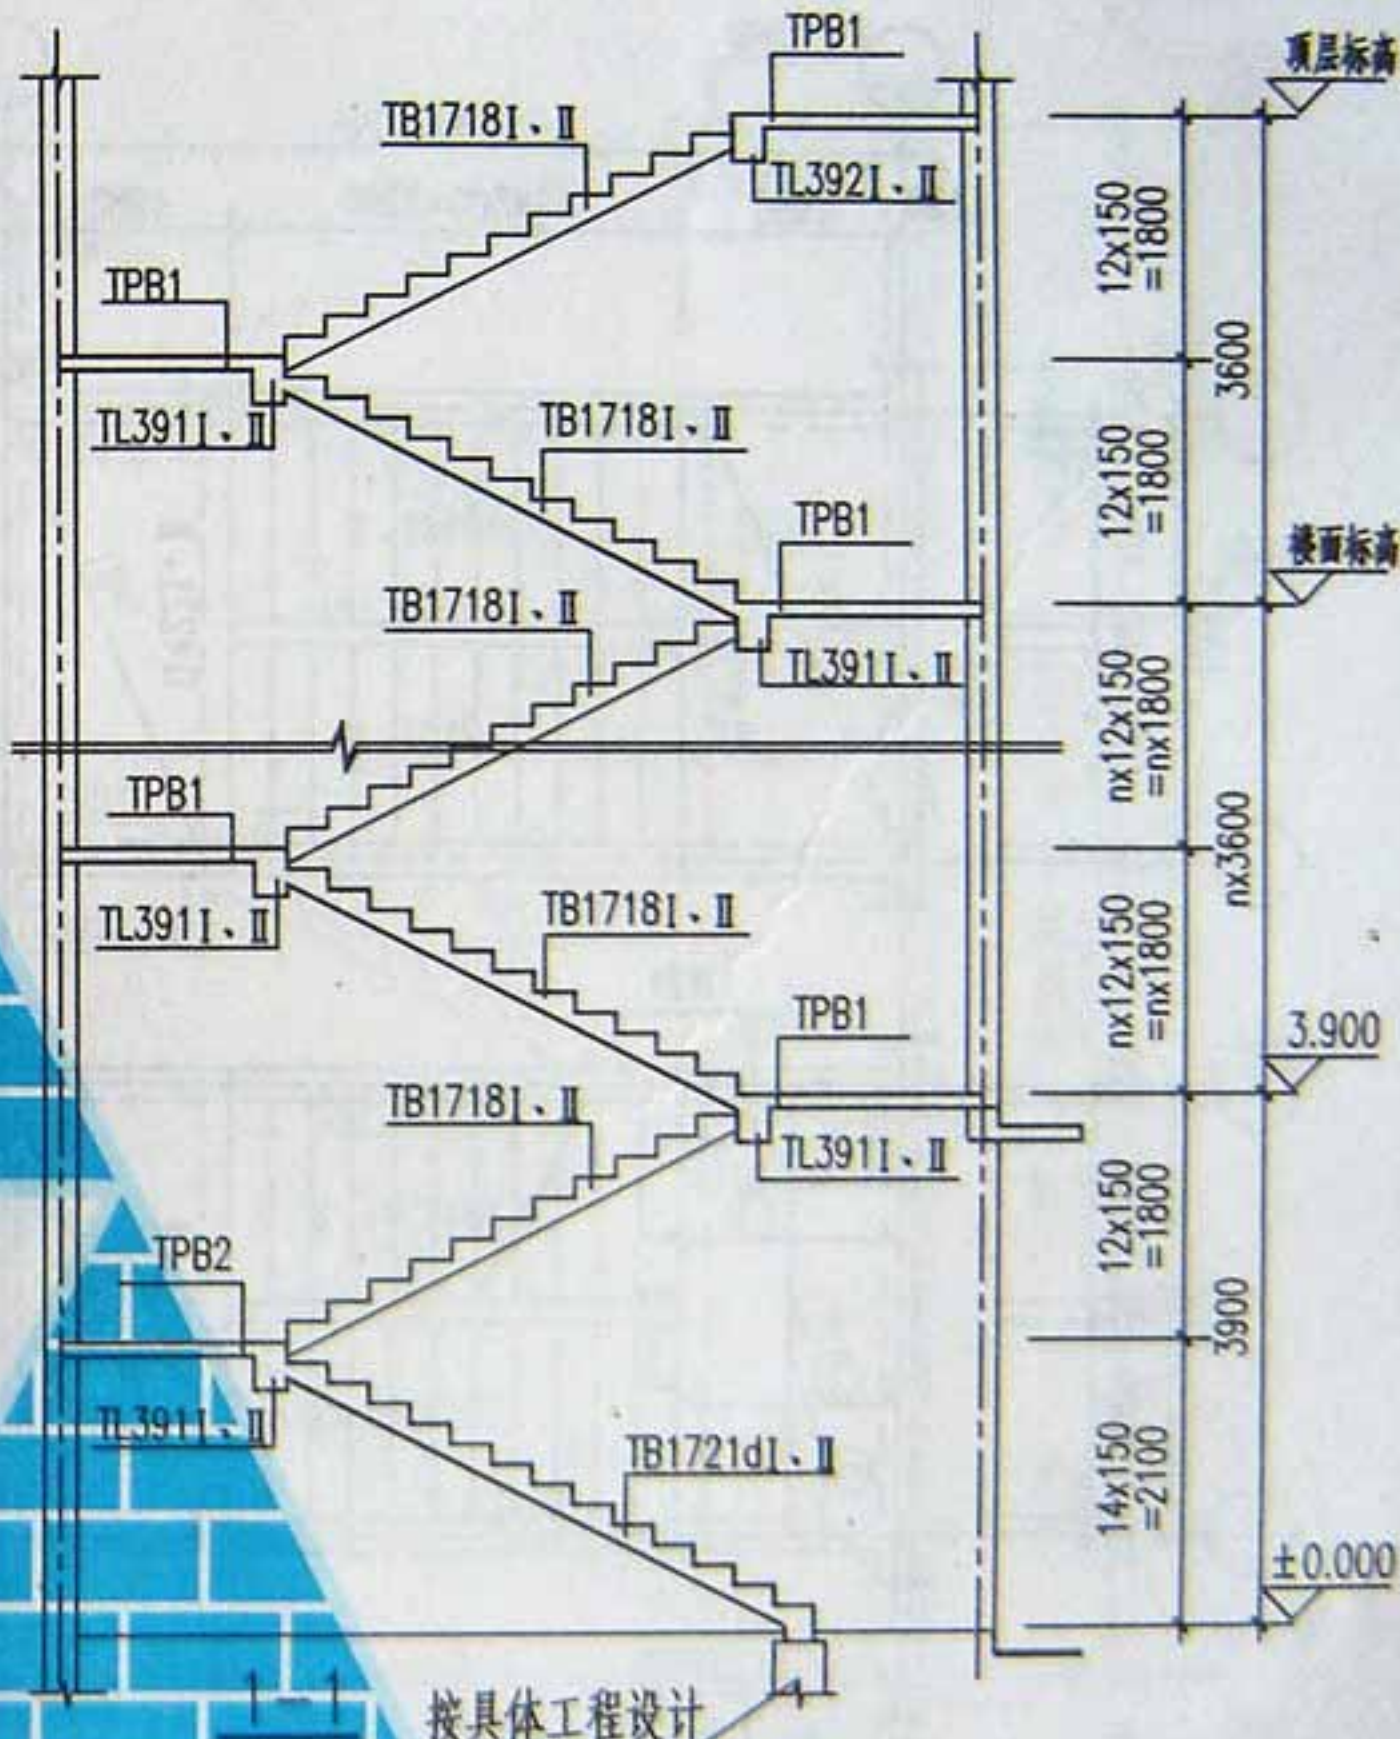 TPB1
顶层标高
TB1718Ⅰ、Ⅱ
TL392Ⅰ、Ⅱ
12x150
=1800
TPB1
3600
TL391Ⅰ、Ⅱ
TB1718Ⅰ、Ⅱ
12x150
=1800
TPB1
楼面标高
TB1718Ⅰ、Ⅱ
TL391Ⅰ、Ⅱ
nx12x150
=nx1800
TPB1
nx3600
TL391Ⅰ、Ⅱ
TB1718Ⅰ、Ⅱ
nx12x150
=nx1800
TPB1
3.900
TB1718Ⅰ、Ⅱ
TL391Ⅰ、Ⅱ
12x150
=1800
TPB2
3900
TL391Ⅰ、Ⅱ
TB1721dⅠ、Ⅱ
14x150
=2100
±0.000
1-1
按具体工程设计